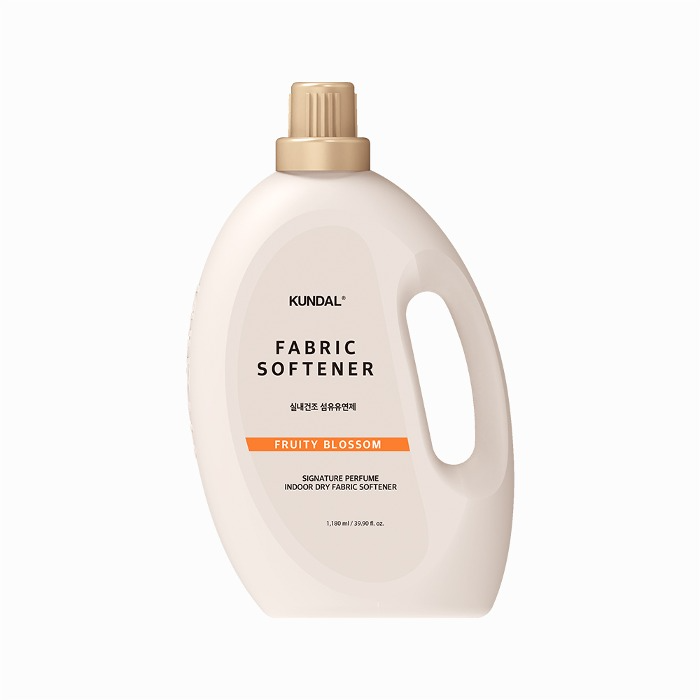 KUNDAL®
FABRIC
SOFTENER
실내건조 섬유유연제
FRUITY BLOSSOM
SIGNATURE PERFUME
INDOOR DRY FABRIC SOFTENER
1,180 ml / 39.90 fl. oz.